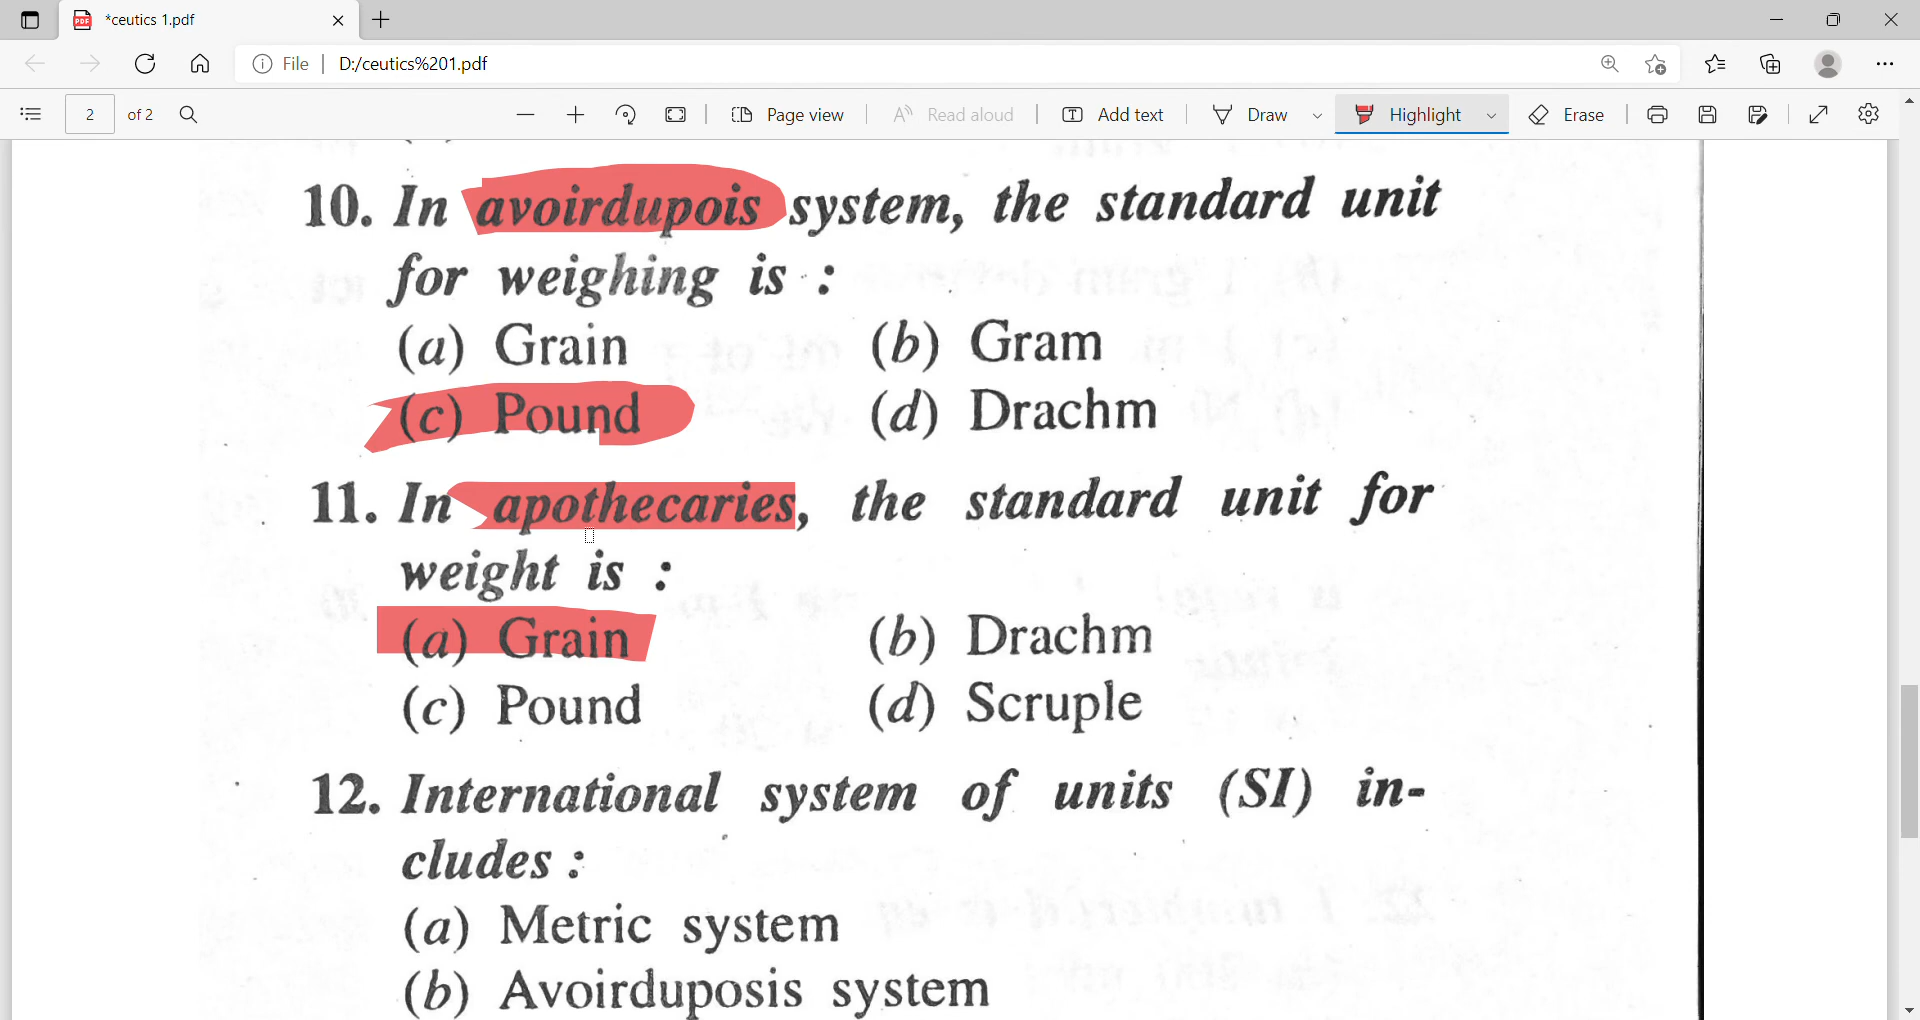 *ceutics 1.pdf
File D:/ceutics%201.pdf
2 of 2 Page view Read aloud Add text Draw Highlight Erase
10. In avoirdupois system, the standard unit
for weighing is :
(a) Grain (b) Gram
(c) Pound (d) Drachm
11. In apothecaries, the standard unit for
weight is :
(a) Grain (b) Drachm
(c) Pound (d) Scruple
12. International system of units (SI) in-
cludes :
(a) Metric system
(b) Avoirduposis system